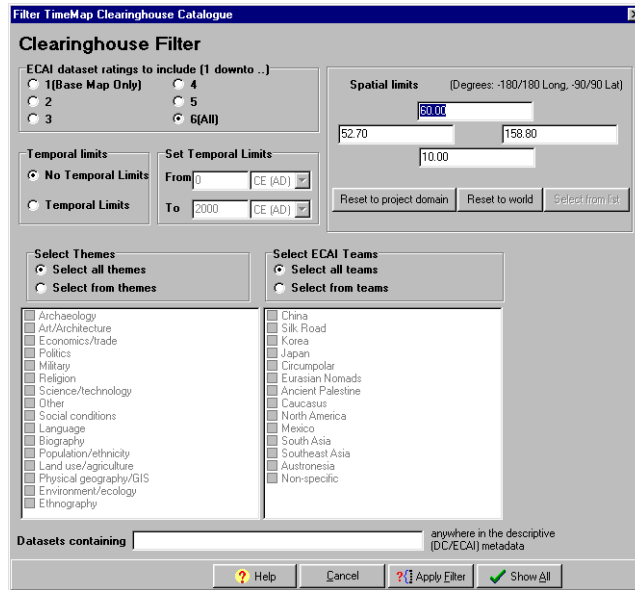 Filter TimeMap Clearinghouse Catalogue
Clearinghouse Filter
ECAI dataset ratings to include (1 downto ..)
1(Base Map Only)
2
3
4
5
6(All)
Spatial limits
(Degrees: -180/180 Long, -90/90 Lat)
60.00
52.70
158.80
10.00
Reset to project domain
Reset to world
Select from list
Temporal limits
No Temporal Limits
Temporal Limits
Set Temporal Limits
From 0 CE (AD)
To 2000 CE (AD)
Select Themes
Select all themes
Select from themes
Archaeology
Art/Architecture
Economics/trade
Politics
Military
Religion
Science/technology
Other
Social conditions
Language
Biography
Population/ethnicity
Land use/agriculture
Physical geography/GIS
Environment/ecology
Ethnography
Select ECAI Teams
Select all teams
Select from teams
China
Silk Road
Korea
Japan
Circumpolar
Eurasian Nomads
Ancient Palestine
Caucasus
North America
Mexico
South Asia
Southeast Asia
Austronesia
Non-specific
Datasets containing
anywhere in the descriptive
(DC/ECAI) metadata
? Help
Cancel
?{ Apply Filter
Show All